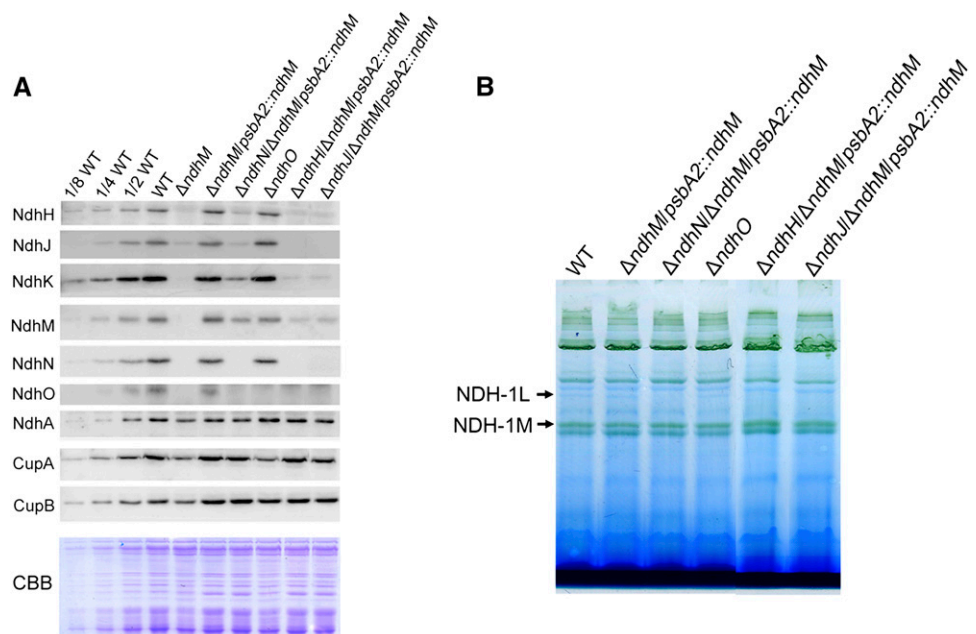 A
1/8 WT
1/4 WT
1/2 WT
WT
ΔndhM
ΔndhM/psbA2::ndhM
ΔndhN/ΔndhM/psbA2::ndhM
ΔndhO
ΔndhH/ΔndhM/psbA2::ndhM
ΔndhJ/ΔndhM/psbA2::ndhM
NdhH
NdhJ
NdhK
NdhM
NdhN
NdhO
NdhA
CupA
CupB
CBB
B
WT
ΔndhM/psbA2::ndhM
ΔndhN/ΔndhM/psbA2::ndhM
ΔndhO
ΔndhH/ΔndhM/psbA2::ndhM
ΔndhJ/ΔndhM/psbA2::ndhM
NDH-1L
NDH-1M